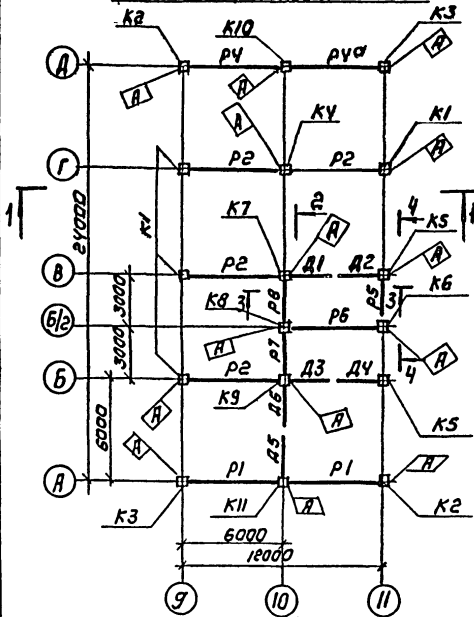 К2 К10 К3
Д Р4 Р4а А
А А
А К4 К1
Г Р2 Р2 А
1 1
24000 К1 К7 2 А 4 К5
В Р2 Д1 Д2 А
3000 Р8 Р5 К6
К8 3 3
Б/2 Р6
3000 А Р7 4 А
Б Р2 Д3 Д4
А К9 Д6 А К5
6000 А Д5 А
А Р1 Р1
К3 К11 А К2
6000
12000
9 10 11